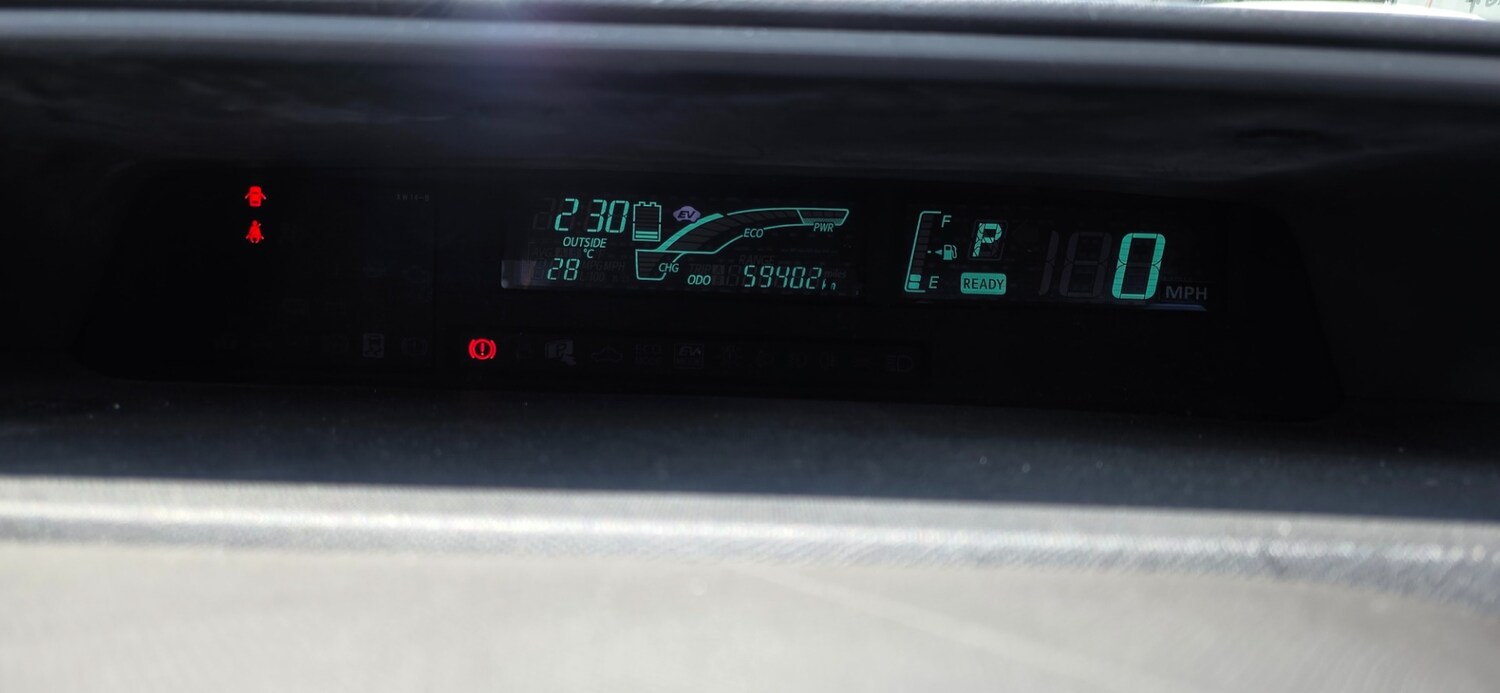 2 30
EV
ECO
PWR
OUTSIDE
°C
28
CHG
ODO
59402
F
E
P
READY
0
MPH